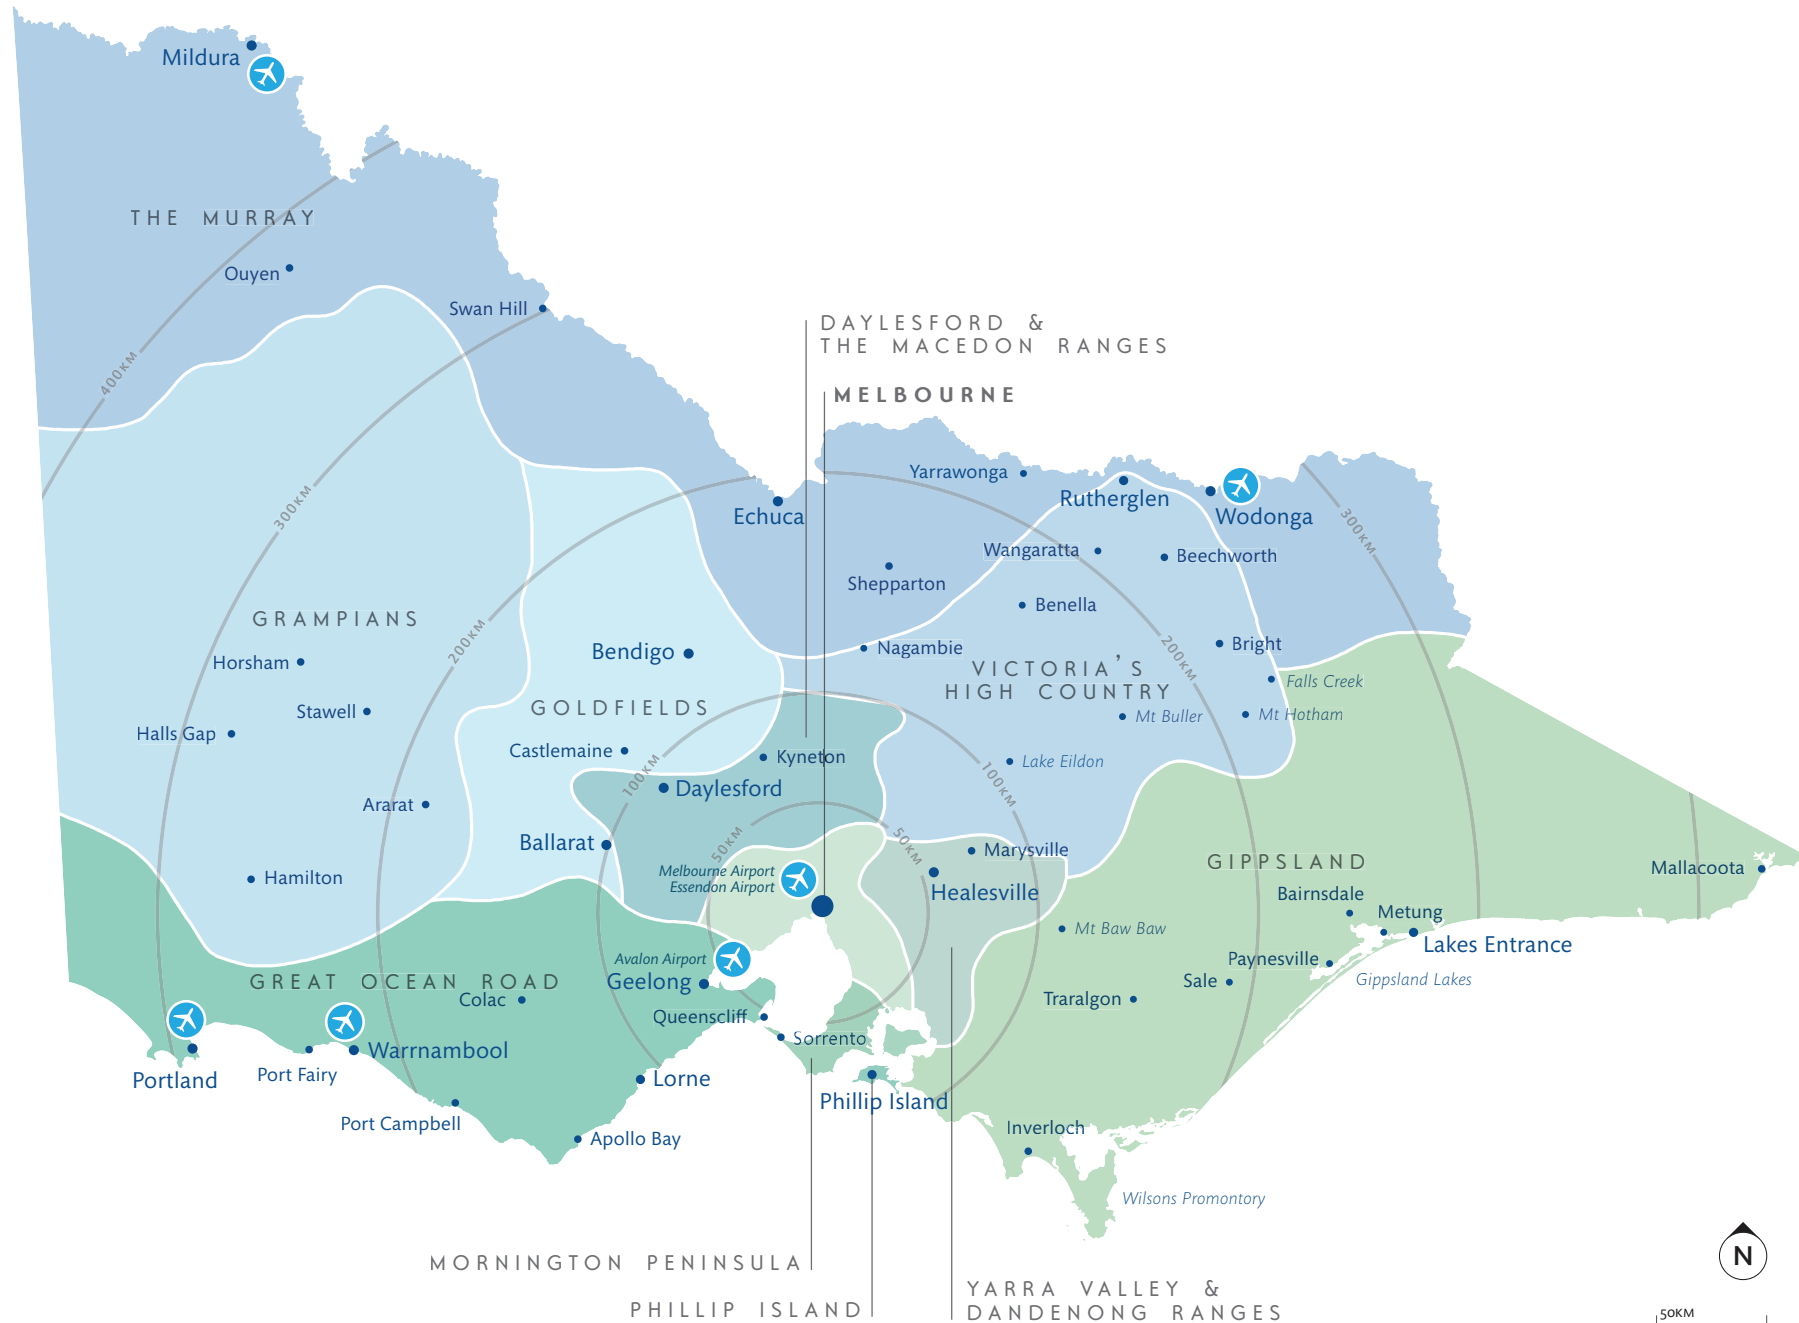 Mildura
THE MURRAY
Ouyen
Swan Hill
400KM
DAYLESFORD &
THE MACEDON RANGES
MELBOURNE
300KM
Yarrawonga
Rutherglen
Echuca
Wodonga
300KM
Wangaratta
Beechworth
Shepparton
Benella
GRAMPIANS
200KM
Bendigo
Nagambie
200KM
Bright
Horsham
VICTORIA'S
HIGH COUNTRY
Falls Creek
Stawell
GOLDFIELDS
Mt Buller
Mt Hotham
Halls Gap
Castlemaine
Kyneton
Lake Eildon
100KM
100KM
Daylesford
Ararat
Ballarat
50KM
50KM
Marysville
GIPPSLAND
Melbourne Airport
Essendon Airport
Mallacoota
Hamilton
Healesville
Bairnsdale
Metung
Mt Baw Baw
Lakes Entrance
Avalon Airport
Paynesville
GREAT OCEAN ROAD
Geelong
Sale
Gippsland Lakes
Colac
Traralgon
Queenscliff
Sorrento
Warrnambool
Portland
Port Fairy
Lorne
Phillip Island
Port Campbell
Apollo Bay
Inverloch
Wilsons Promontory
MORNINGTON PENINSULA
N
YARRA VALLEY &
DANDENONG RANGES
PHILLIP ISLAND
50KM